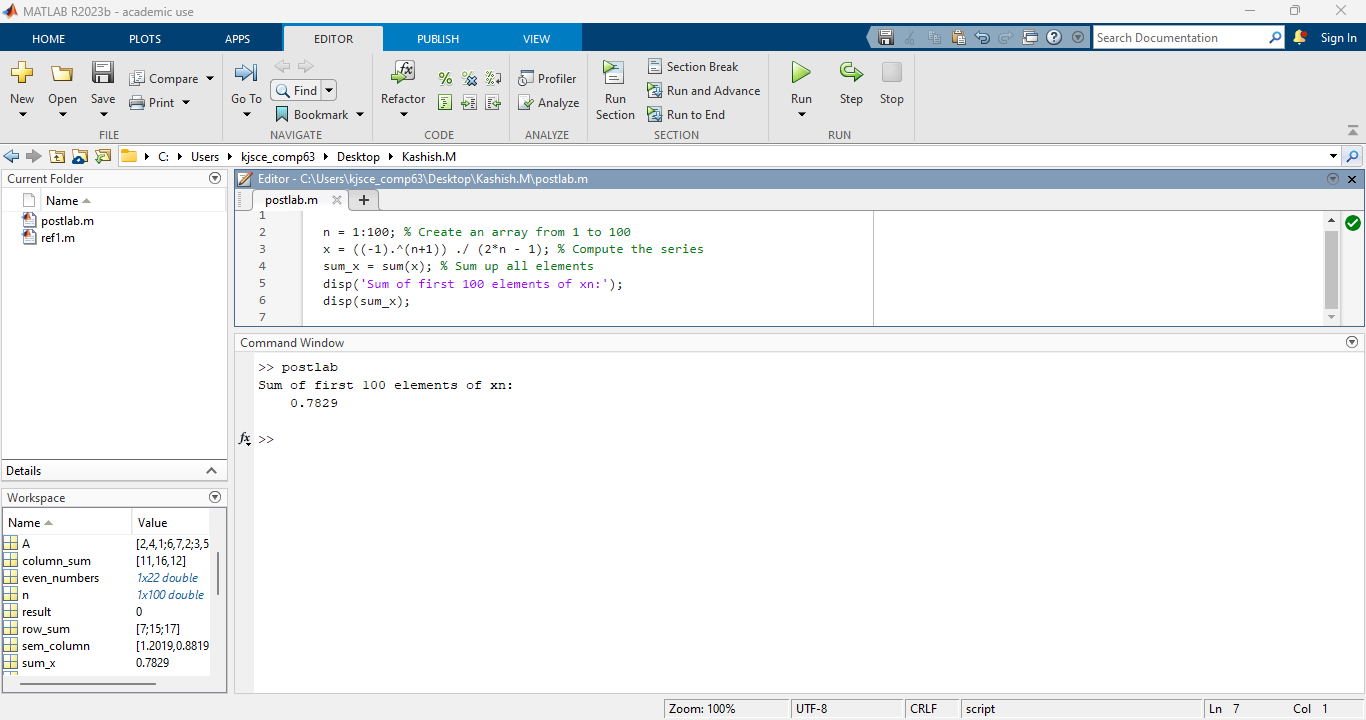 MATLAB R2023b - academic use
HOME PLOTS APPS EDITOR PUBLISH VIEW Search Documentation Sign In
New Open Save Compare Print Go To Find Bookmark Refactor Profiler Analyze Run Section Section Break Run and Advance Run to End Run Step Stop
FILE NAVIGATE CODE ANALYZE SECTION RUN
C: Users kjsce_comp63 Desktop Kashish.M
Current Folder
Name
postlab.m
ref1.m
Details
Workspace
Name Value
A [2,4,1;6,7,2;3,5
column_sum [11,16,12]
even_numbers 1x22 double
n 1x100 double
result 0
row_sum [7;15;17]
sem_column [1.2019,0.8819
sum_x 0.7829
Editor - C:\Users\kjsce_comp63\Desktop\Kashish.M\postlab.m
postlab.m
1
2 n = 1:100; % Create an array from 1 to 100
3 x = ((-1).^(n+1)) ./ (2*n - 1); % Compute the series
4 sum_x = sum(x); % Sum up all elements
5 disp('Sum of first 100 elements of xn:');
6 disp(sum_x);
7
Command Window
>> postlab
Sum of first 100 elements of xn:
0.7829
fx >>
Zoom: 100% UTF-8 CRLF script Ln 7 Col 1